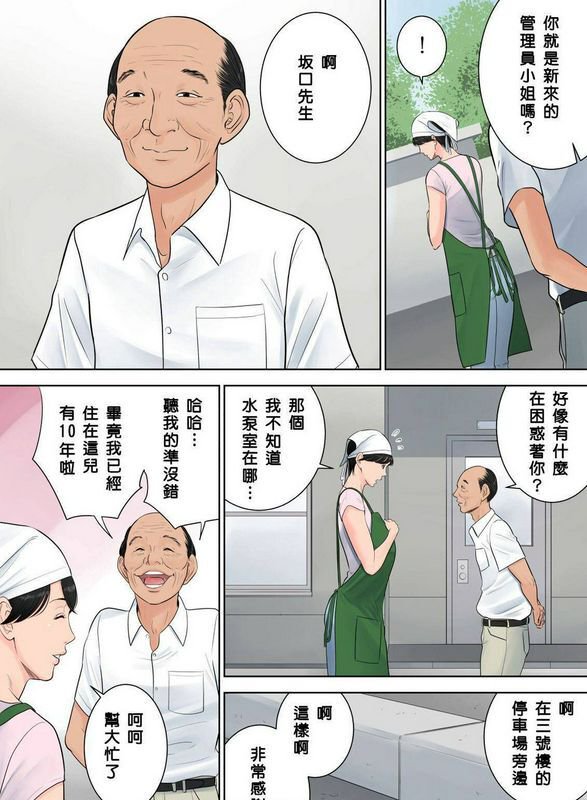 你就是新來的
管理員小姐嗎？
！
啊
坂口先生
好像有什麼
在困惑著你？
那個
我不知道
水泵室在哪…
啊
在三號樓的
停車場旁邊
啊
這樣啊
非常感謝
哈哈…
聽我的準沒錯
畢竟我已經
住在這兒
有10年啦
呵呵
幫大忙了